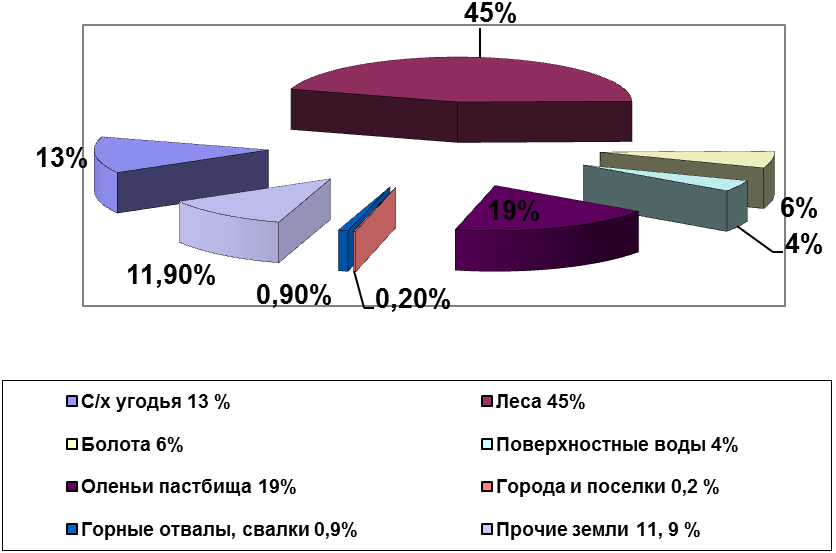 45%
13%
19%
6%
4%
11,90%
0,90%
0,20%
С/х угодья 13 %
Леса 45%
Болота 6%
Поверхностные воды 4%
Оленьи пастбища 19%
Города и поселки 0,2 %
Горные отвалы, свалки 0,9%
Прочие земли 11, 9 %